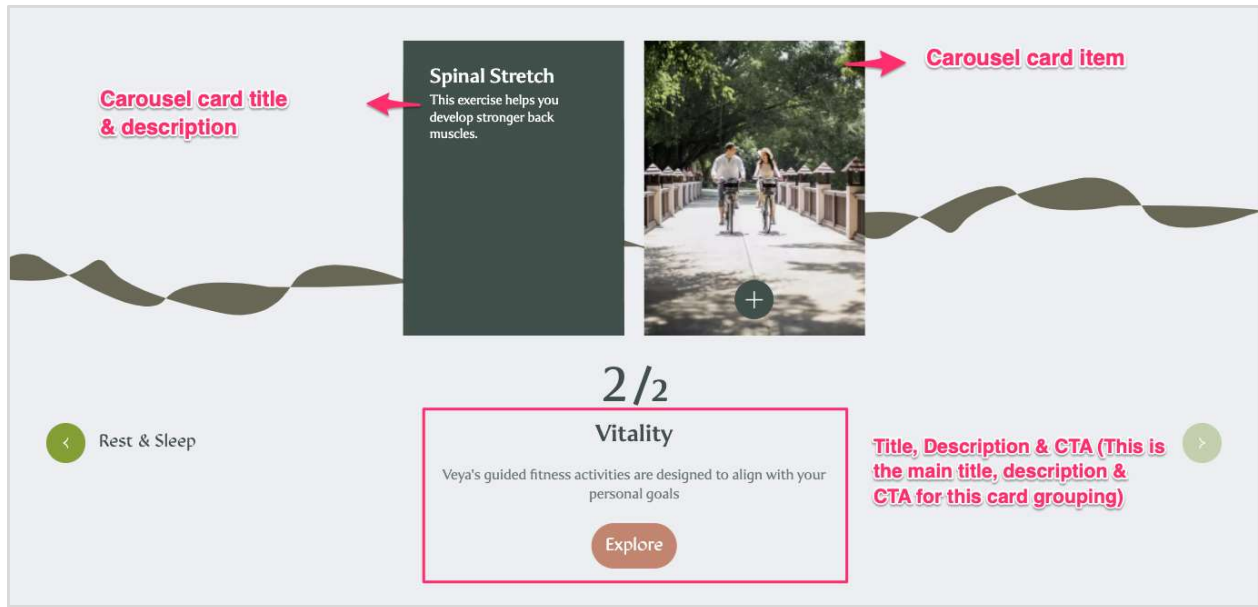 Carousel card title
& description
Spinal Stretch
This exercise helps you
develop stronger back
muscles.
Carousel card item
2/2
Rest & Sleep
Vitality
Veya's guided fitness activities are designed to align with your
personal goals
Explore
Title, Description & CTA (This is
the main title, description &
CTA for this card grouping)